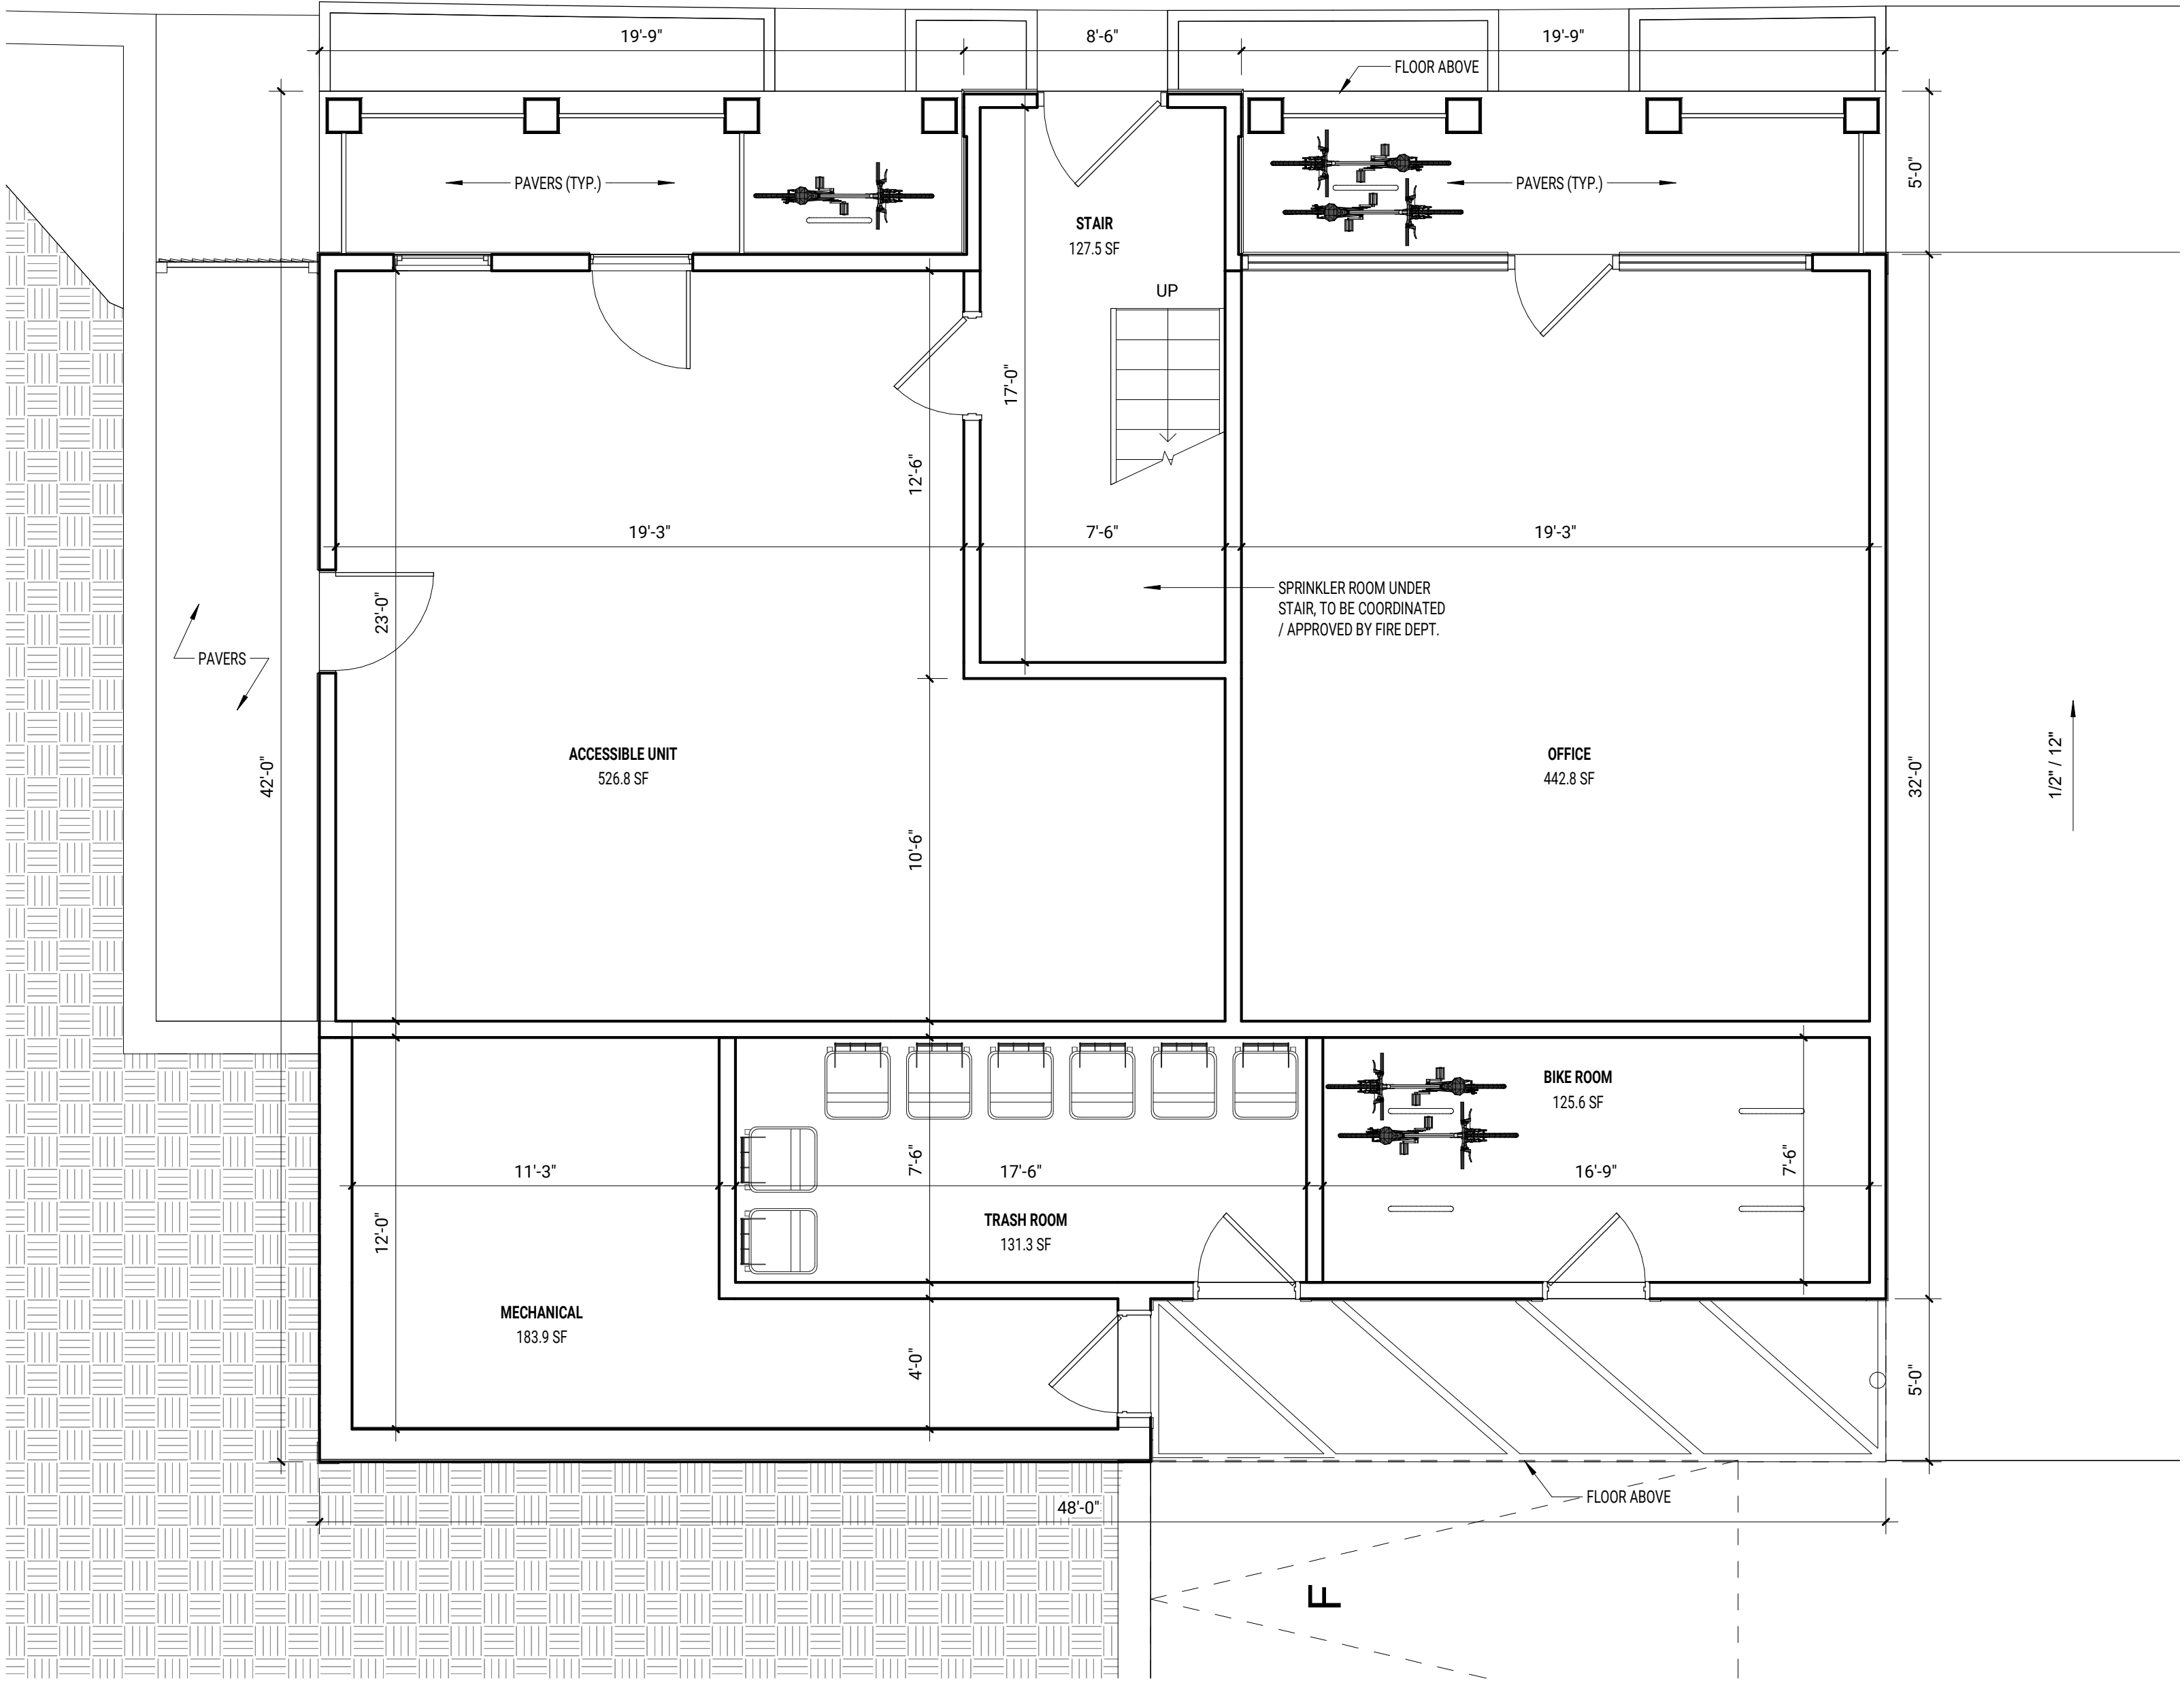 19'-9"
8'-6"
19'-9"
FLOOR ABOVE
PAVERS (TYP.)
PAVERS (TYP.)
5'-0"
STAIR
127.5 SF
UP
17'-0"
12'-6"
19'-3"
7'-6"
19'-3"
SPRINKLER ROOM UNDER
STAIR, TO BE COORDINATED
/ APPROVED BY FIRE DEPT.
23'-0"
PAVERS
42'-0"
ACCESSIBLE UNIT
526.8 SF
OFFICE
442.8 SF
32'-0"
1/2" / 12"
10'-6"
BIKE ROOM
125.6 SF
11'-3"
7'-6"
17'-6"
16'-9"
7'-6"
12'-0"
TRASH ROOM
131.3 SF
MECHANICAL
183.9 SF
4'-0"
5'-0"
FLOOR ABOVE
48'-0"
F